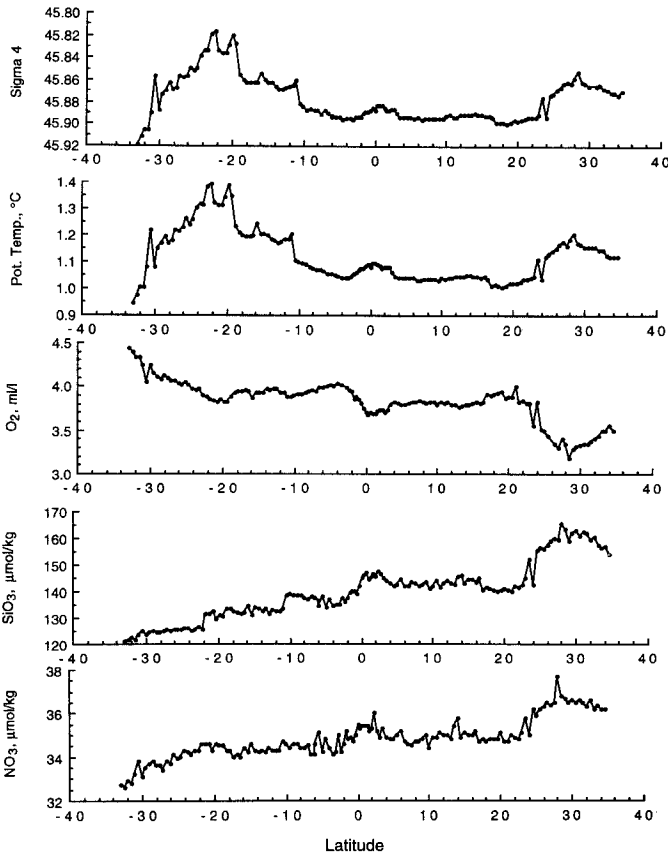 Sigma 4
45.80
45.82
45.84
45.86
45.88
45.90
45.92
-40 -30 -20 -10 0 10 20 30 40
Pot. Temp., °C
1.4
1.3
1.2
1.1
1.0
0.9
-40 -30 -20 -10 0 10 20 30 40
O2, ml/l
4.5
4.0
3.5
3.0
-40 -30 -20 -10 0 10 20 30 40
SiO3, μmol/kg
170
160
150
140
130
120
-40 -30 -20 -10 0 10 20 30 40
NO3, μmol/kg
38
36
34
32
-40 -30 -20 -10 0 10 20 30 40
Latitude